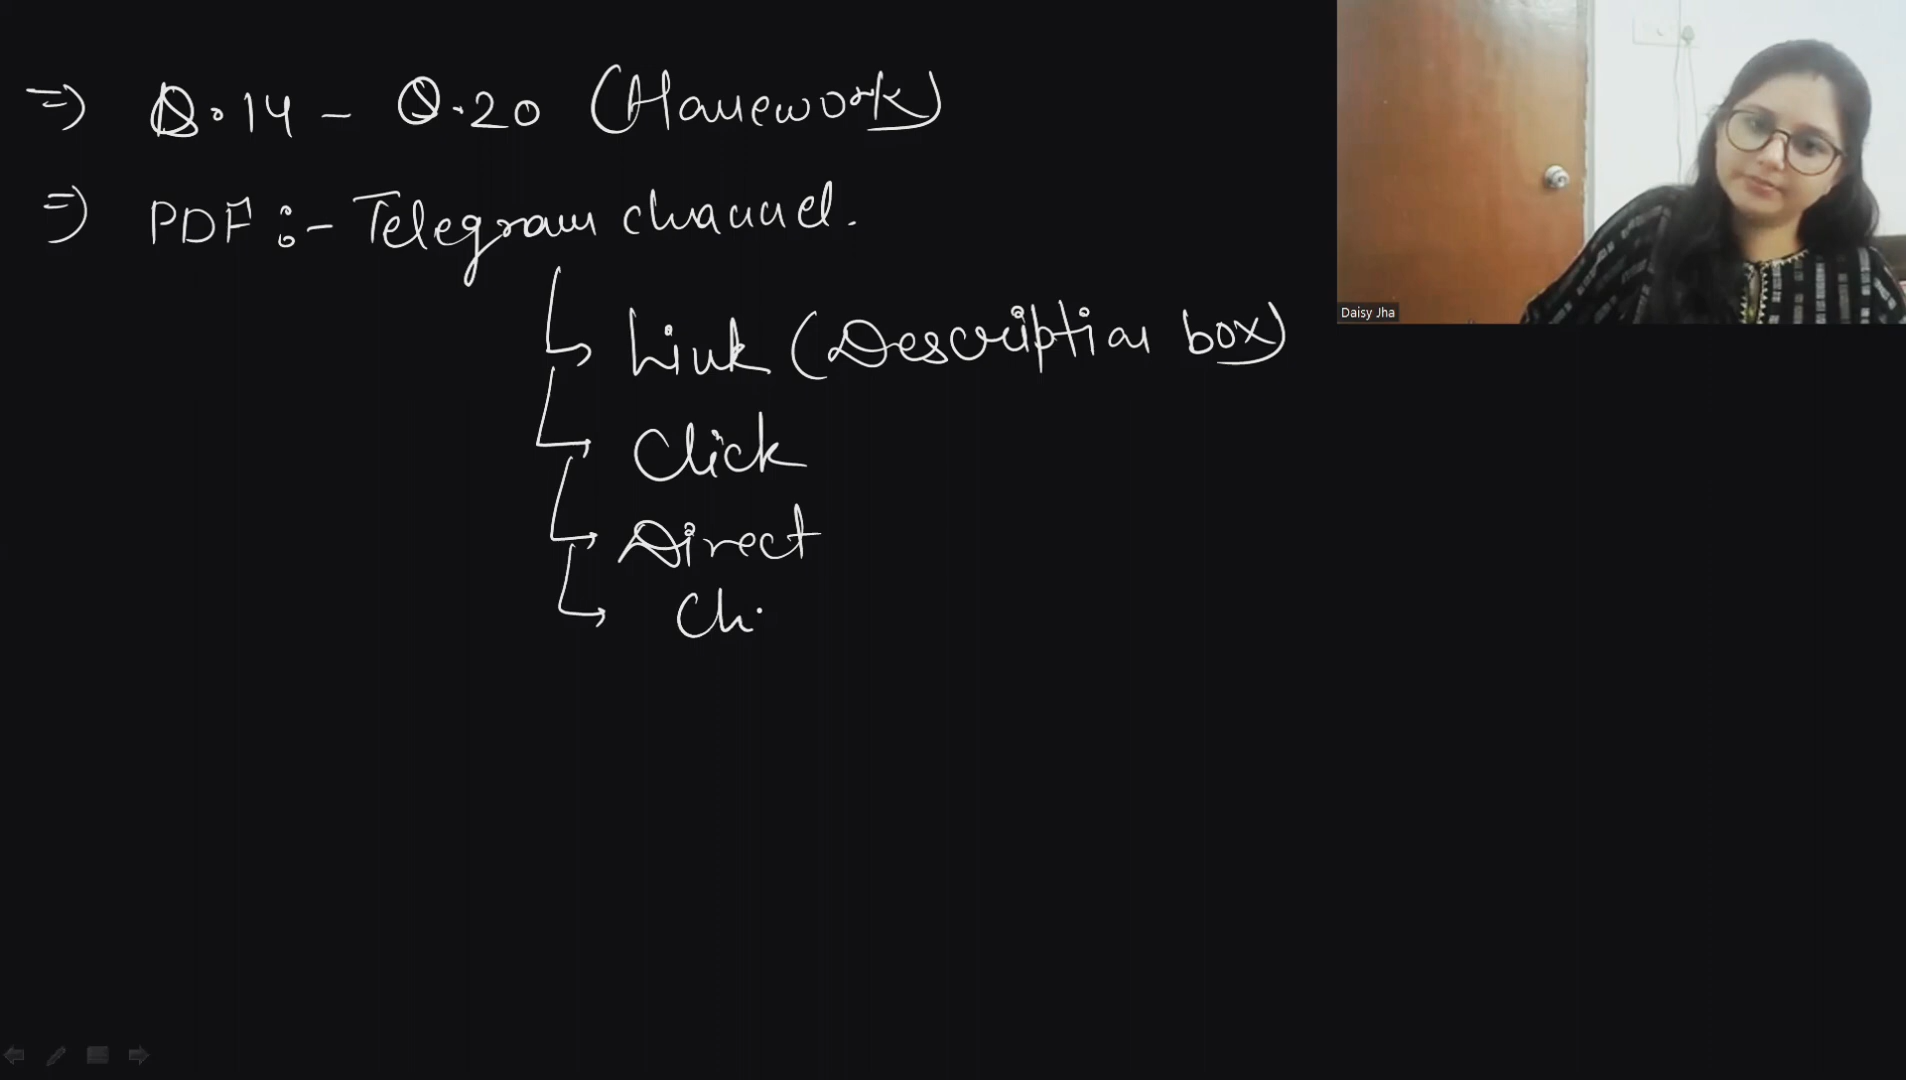 => Q.14 - Q.20 (Homework)
=> PDF :- Telegram channel.
Link (Description box)
Click
Direct
Ch.
Daisy Jha